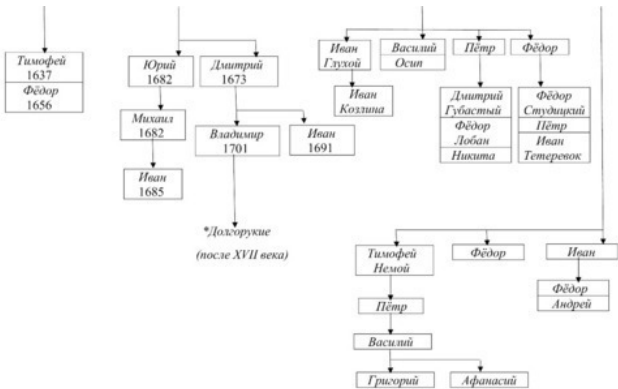 Тимофей
1637
Фёдор
1656
Юрий
1682
Дмитрий
1673
Михаил
1682
Владимир
1701
Иван
1691
Иван
1685
*Долгорукие
(после XVII века)
Иван
Глухой
Василий
Осип
Пётр
Фёдор
Иван
Козлина
Дмитрий
Губастый
Фёдор
Лобан
Никита
Фёдор
Студицкий
Пётр
Иван
Тетеревок
Тимофей
Немой
Фёдор
Иван
Фёдор
Андрей
Пётр
Василий
Григорий
Афанасий